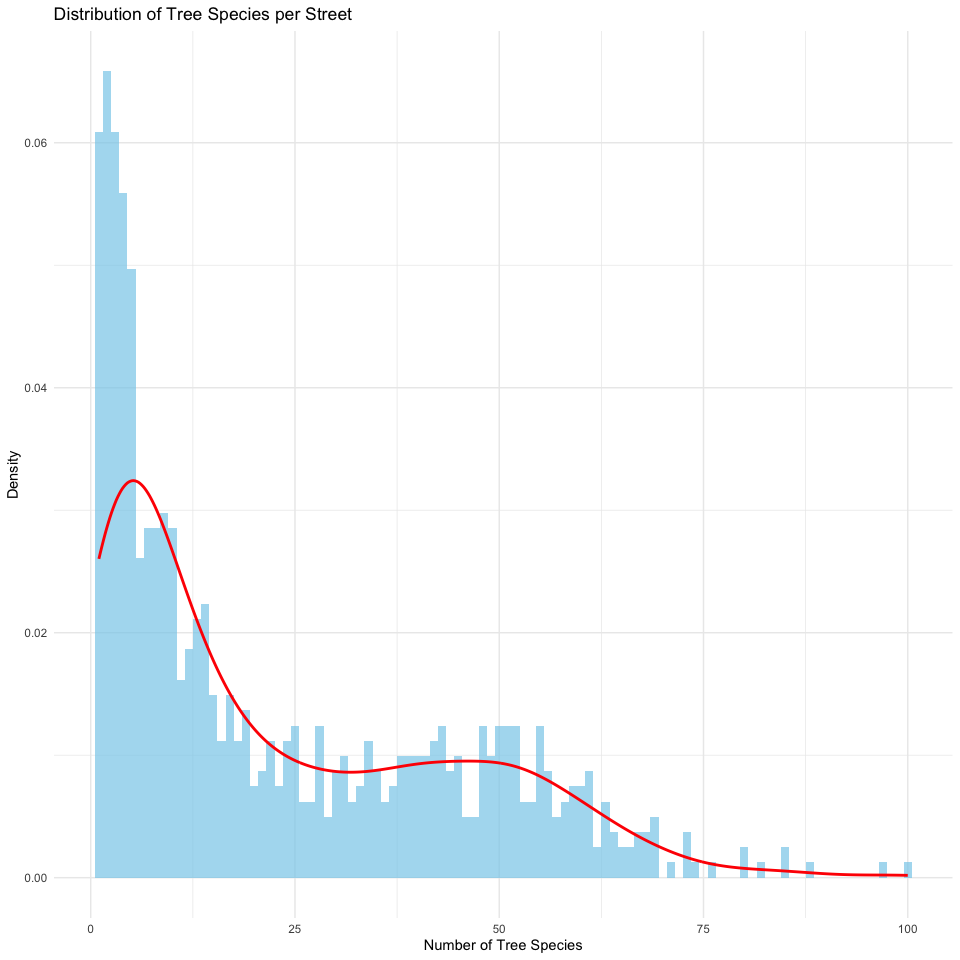 Distribution of Tree Species per Street
0.06
0.04
0.02
0.00
Density
0 25 50 75 100
Number of Tree Species